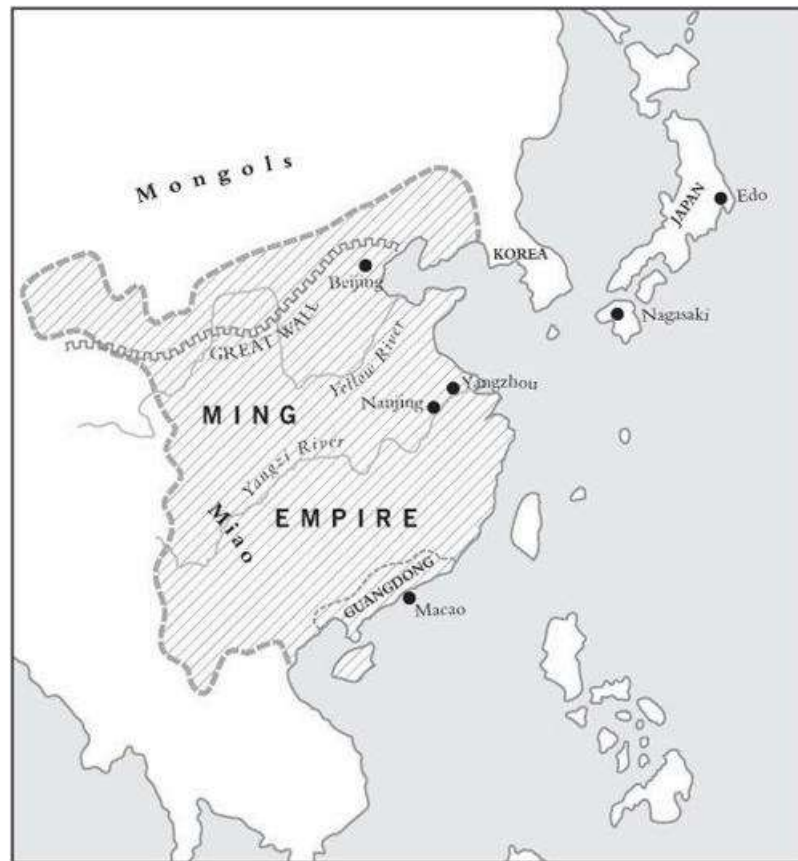 Mongols
Edo
JAPAN
KOREA
Beijing
Nagasaki
GREAT WALL
Yellow River
Yangzhou
Nanjing
MING
Yangzi River
Miao
EMPIRE
GUANGDONG
Macao